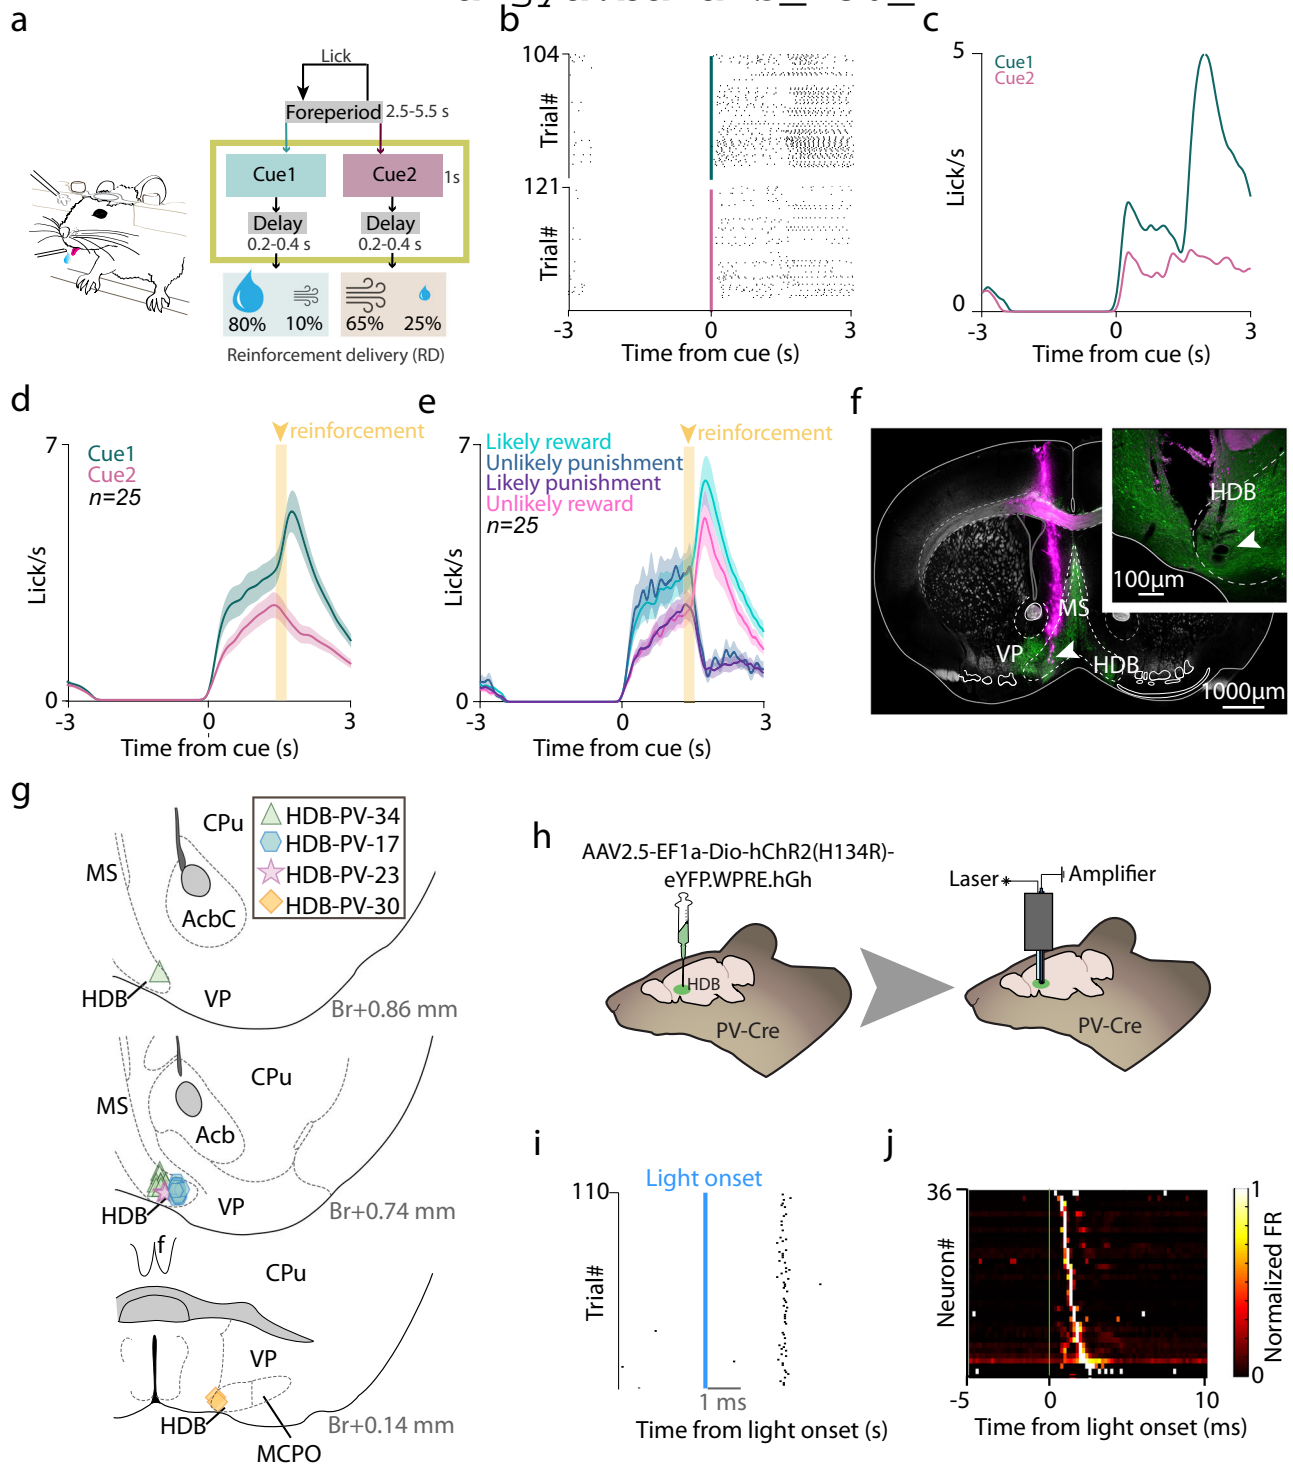 a
Lick
Foreperiod
2.5-5.5 s
Cue1
Cue2
1s
Delay
Delay
0.2-0.4 s
0.2-0.4 s
80%
10%
65%
25%
Reinforcement delivery (RD)
b
104
Trial#
121
Trial#
-3
0
3
Time from cue (s)
c
5
Cue1
Cue2
Lick/s
0
-3
0
3
Time from cue (s)
d
7
reinforcement
Cue1
Cue2
n=25
Lick/s
0
-3
0
3
Time from cue (s)
e
7
reinforcement
Likely reward
Unlikely punishment
Likely punishment
Unlikely reward
n=25
Lick/s
0
-3
0
3
Time from cue (s)
f
HDB
100µm
MS
VP
HDB
1000µm
g
HDB-PV-34
HDB-PV-17
HDB-PV-23
HDB-PV-30
CPu
MS
AcbC
HDB
VP
Br+0.86 mm
CPu
MS
Acb
HDB
VP
Br+0.74 mm
f
CPu
VP
HDB
MCPO
Br+0.14 mm
h
AAV2.5-EF1a-Dio-hChR2(H134R)-
eYFP.WPRE.hGh
HDB
PV-Cre
Laser
Amplifier
PV-Cre
i
Light onset
110
Trial#
1 ms
Time from light onset (s)
j
36
Neuron#
-5
0
10
Time from light onset (ms)
1
0
Normalized FR